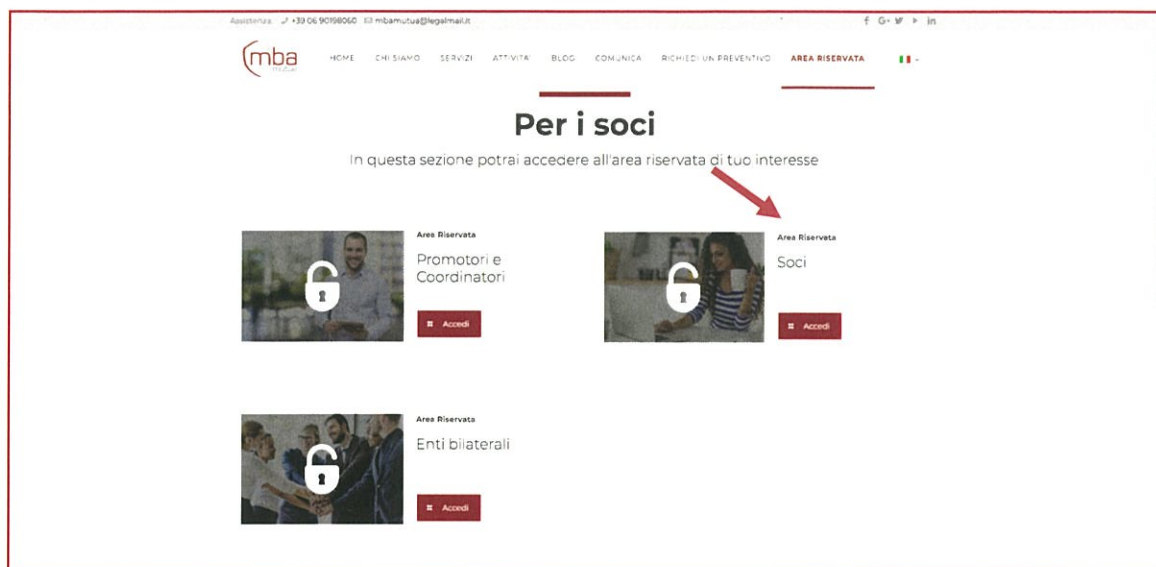 Assistenza: +39 06 90198060 mbamutua@legalmail.it
f G+ in
mba
mutua
HOME CHI SIAMO SERVIZI ATTIVITA' BLOG COMUNICA RICHIEDI UN PREVENTIVO AREA RISERVATA
Per i soci
In questa sezione potrai accedere all'area riservata di tuo interesse
Area Riservata
Promotori e
Coordinatori
Accedi
Area Riservata
Soci
Accedi
Area Riservata
Enti bilaterali
Accedi